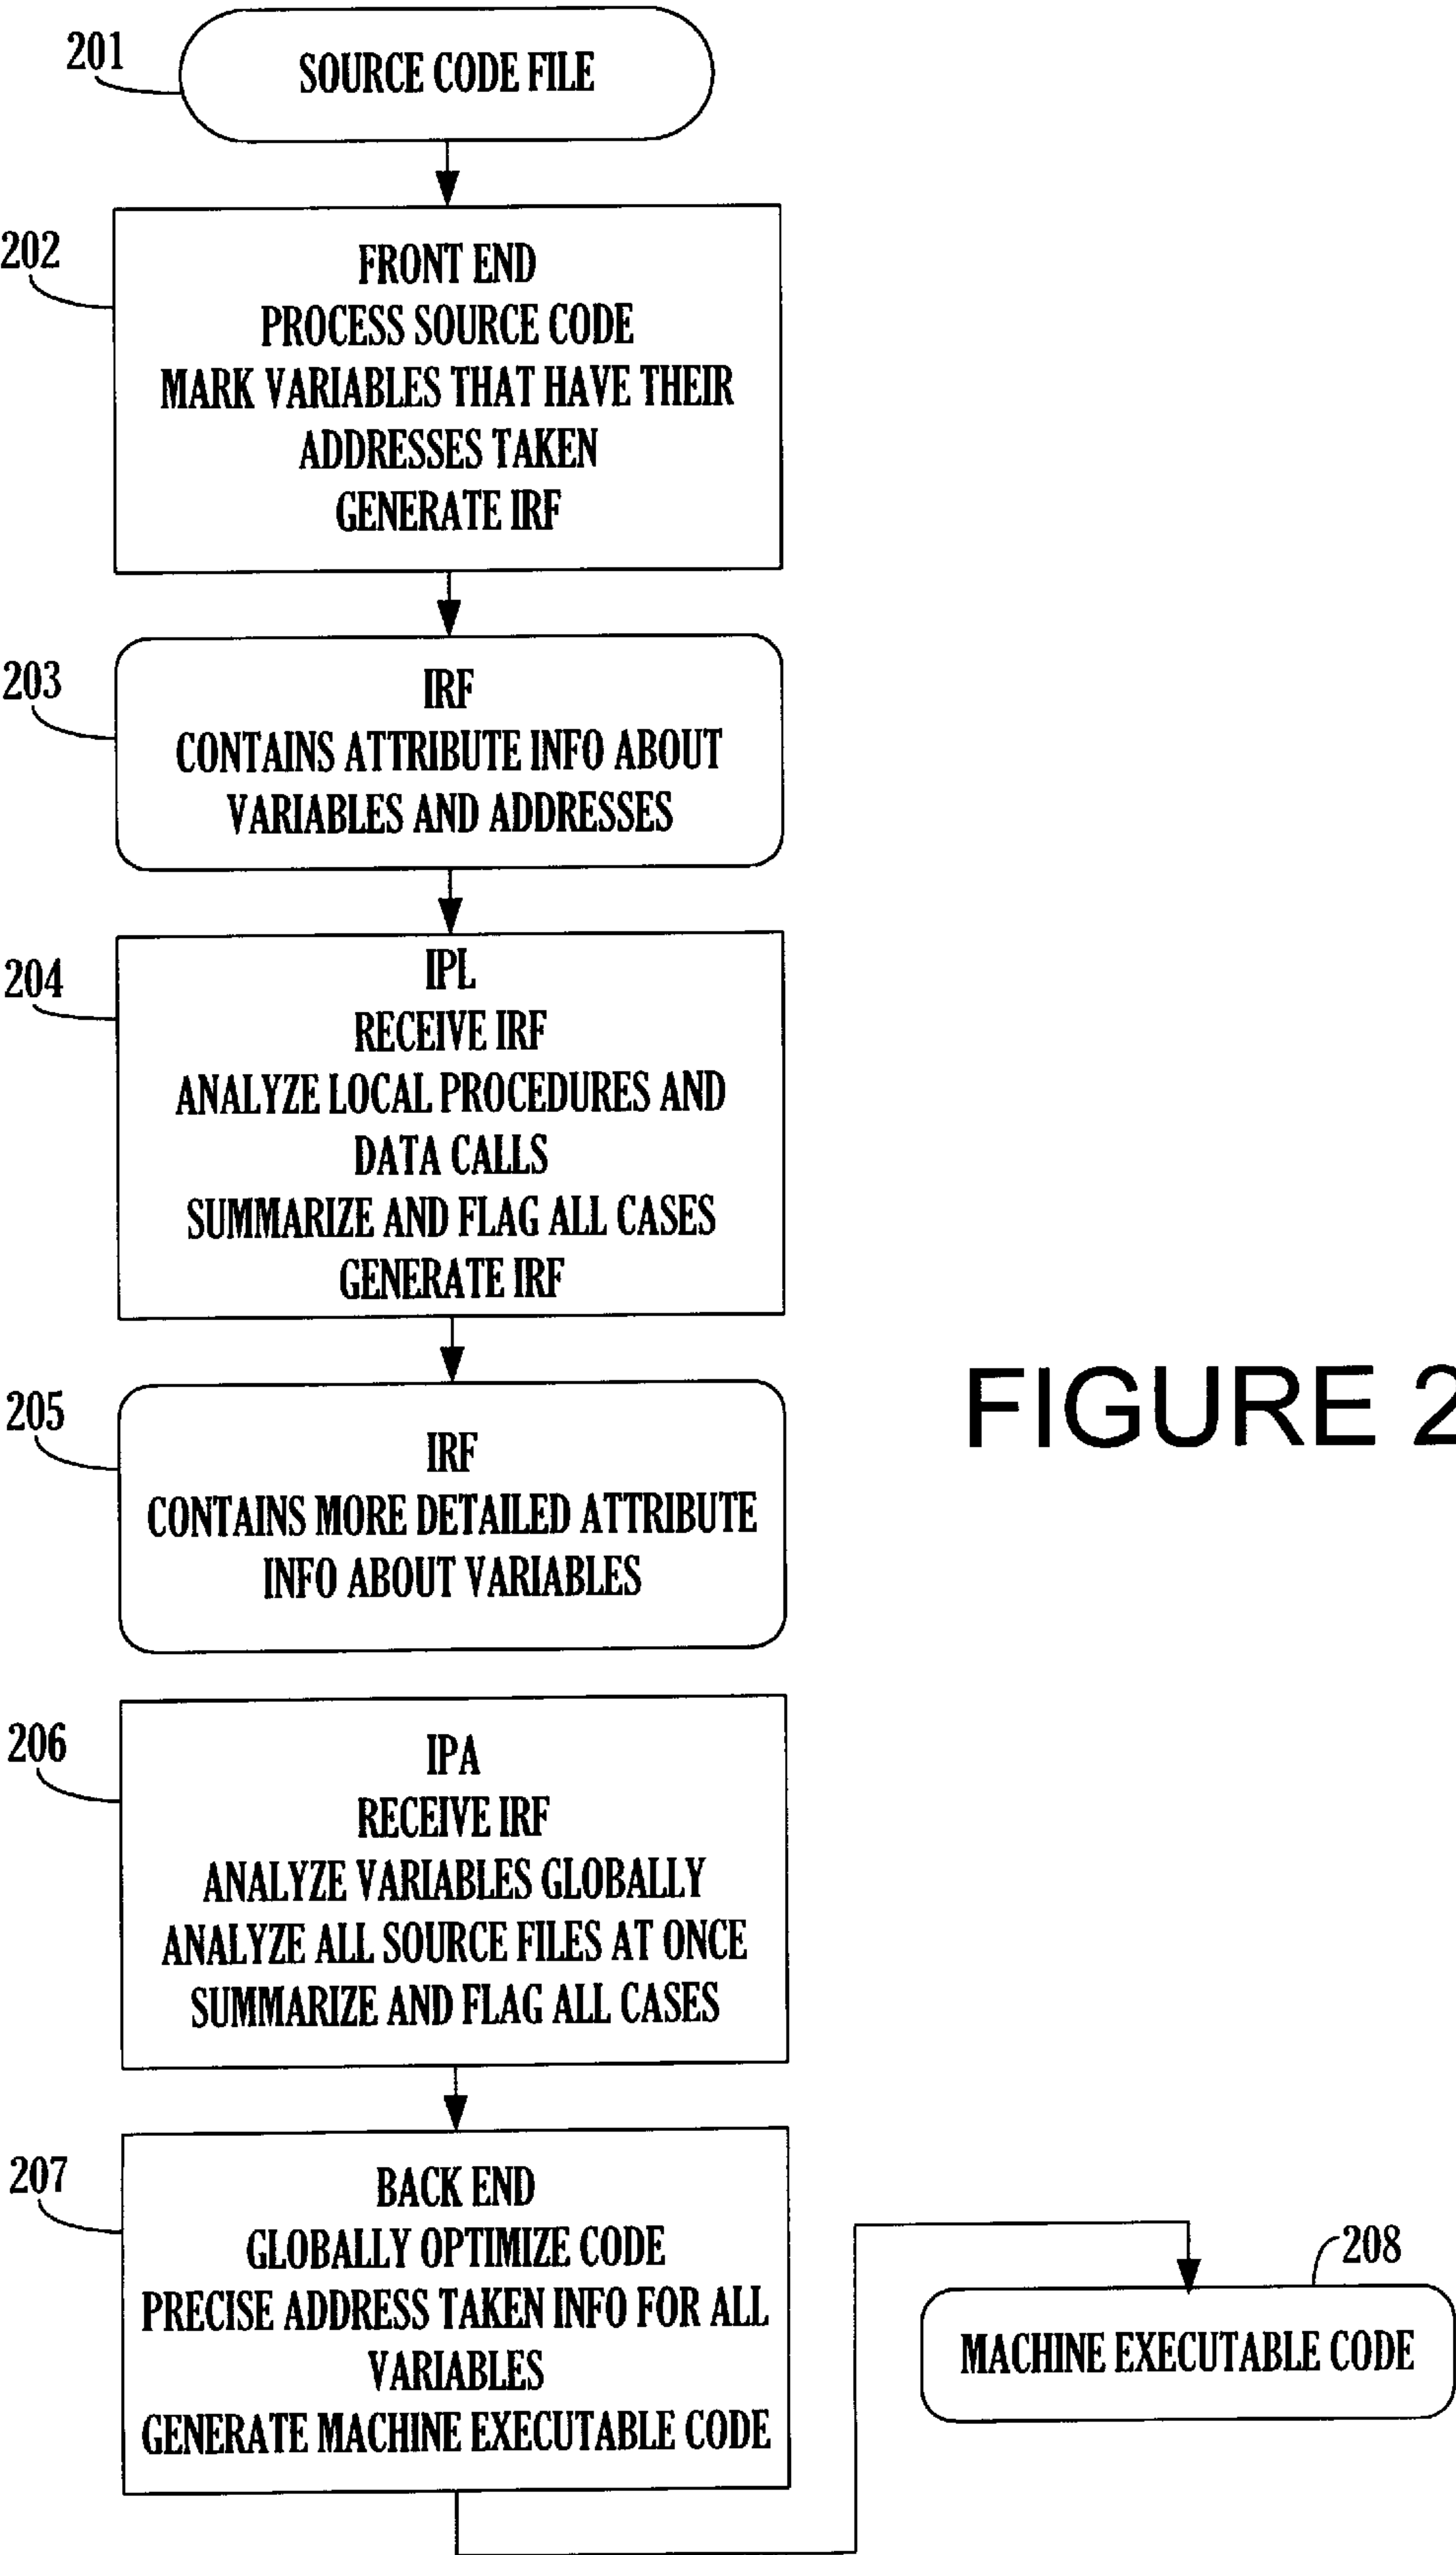 201
SOURCE CODE FILE
202
FRONT END
PROCESS SOURCE CODE
MARK VARIABLES THAT HAVE THEIR
ADDRESSES TAKEN
GENERATE IRF
203
IRF
CONTAINS ATTRIBUTE INFO ABOUT
VARIABLES AND ADDRESSES
204
IPL
RECEIVE IRF
ANALYZE LOCAL PROCEDURES AND
DATA CALLS
SUMMARIZE AND FLAG ALL CASES
GENERATE IRF
FIGURE 2
205
IRF
CONTAINS MORE DETAILED ATTRIBUTE
INFO ABOUT VARIABLES
206
IPA
RECEIVE IRF
ANALYZE VARIABLES GLOBALLY
ANALYZE ALL SOURCE FILES AT ONCE
SUMMARIZE AND FLAG ALL CASES
207
BACK END
GLOBALLY OPTIMIZE CODE
PRECISE ADDRESS TAKEN INFO FOR ALL
VARIABLES
GENERATE MACHINE EXECUTABLE CODE
208
MACHINE EXECUTABLE CODE